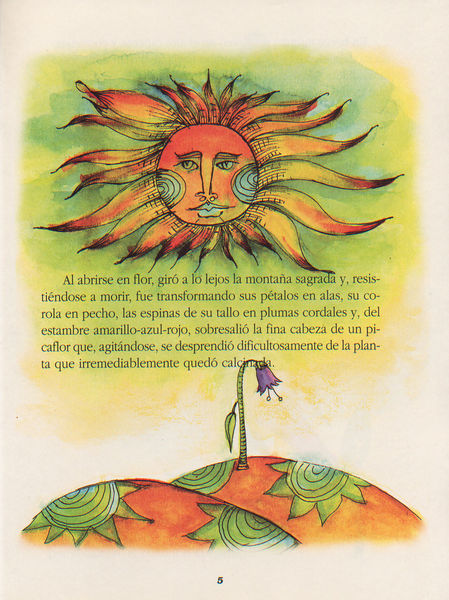 Al abrirse en flor, giró a lo lejos la montaña sagrada y, resis-
tiéndose a morir, fue transformando sus pétalos en alas, su co-
rola en pecho, las espinas de su tallo en plumas cordales y, del
estambre amarillo-azul-rojo, sobresalió la fina cabeza de un pi-
caflor que, agitándose, se desprendió dificultosamente de la plan-
ta que irremediablemente quedó calcinada.
5